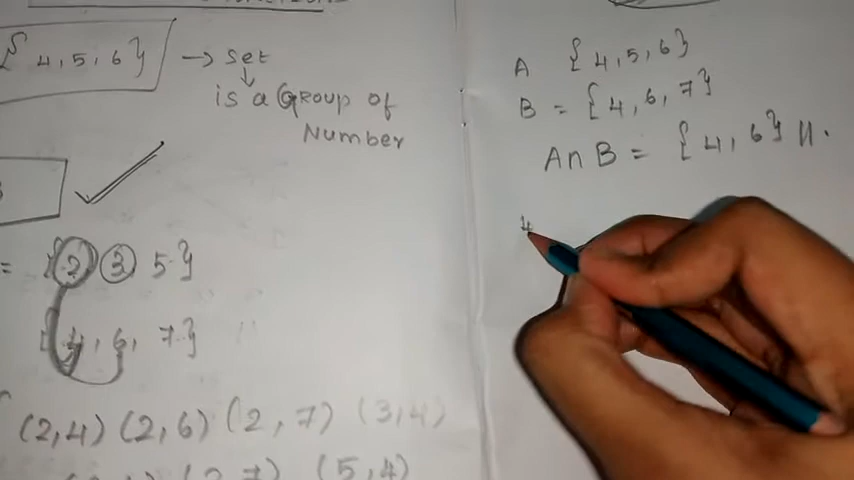 {4,5,6} → set
is a Group of
Number
= {2 3 5}
{4, 6, 7}
(2,4) (2,6) (2,7) (3,4)
(5,4)
A {4,5,6}
B = {4,6,7}
A∩B = {4,6} //.
4